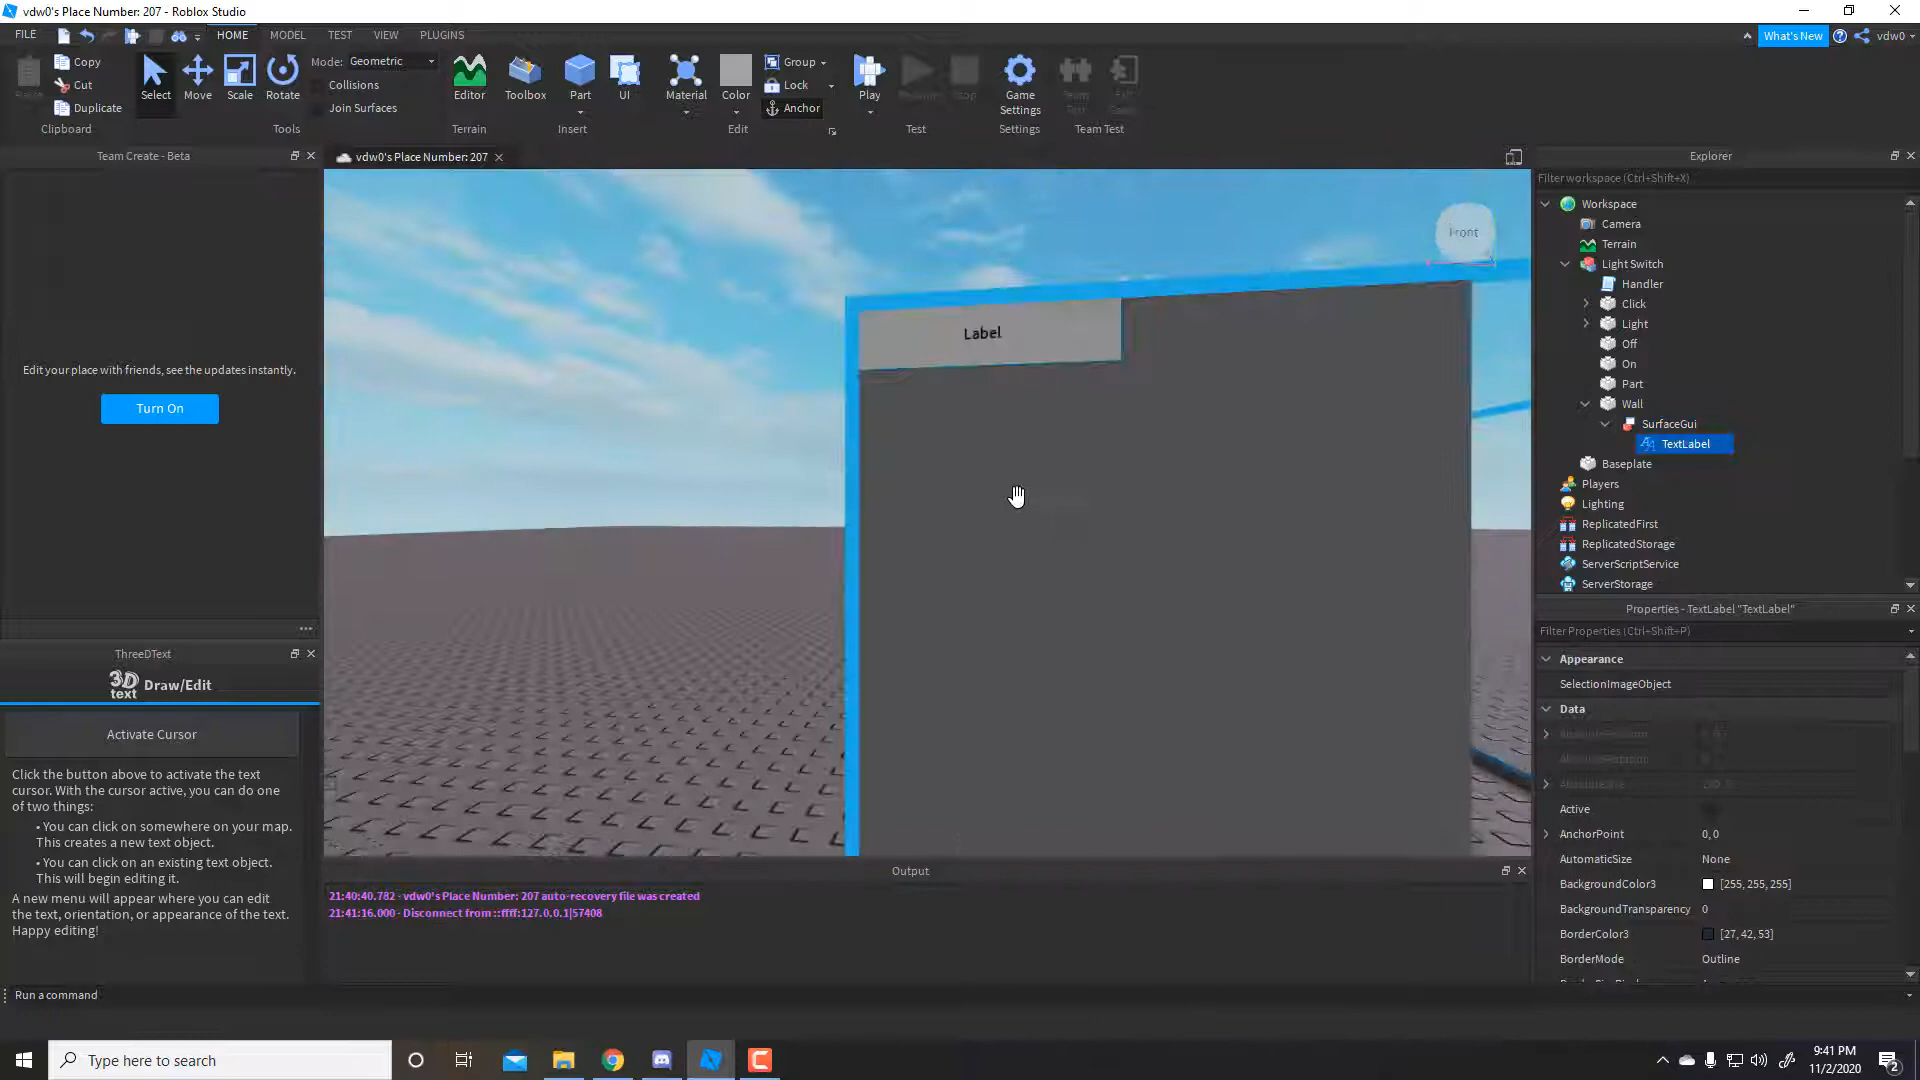 vdw0's Place Number: 207 - Roblox Studio
FILE HOME MODEL TEST VIEW PLUGINS What's New vdw0
Copy
Cut
Duplicate
Clipboard
Select Move Scale Rotate
Mode: Geometric
Collisions
Join Surfaces
Tools
Editor
Terrain
Toolbox Part UI
Insert
Material Color
Group
Lock
Anchor
Edit
Play
Test
Game Settings
Settings
Team Test
Team Create - Beta
Edit your place with friends, see the updates instantly.
Turn On
ThreeDText
3D text Draw/Edit
Activate Cursor
Click the button above to activate the text
cursor. With the cursor active, you can do one
of two things:
• You can click on somewhere on your map.
This creates a new text object.
• You can click on an existing text object.
This will begin editing it.
A new menu will appear where you can edit
the text, orientation, or appearance of the text.
Happy editing!
vdw0's Place Number: 207
Front
Label
Output
21:40:40.782 - vdw0's Place Number: 207 auto-recovery file was created
21:41:16.000 - Disconnect from ::ffff:127.0.0.1|57408
Explorer
Filter workspace (Ctrl+Shift+X)
Workspace
Camera
Terrain
Light Switch
Handler
Click
Light
Off
On
Part
Wall
SurfaceGui
TextLabel
Baseplate
Players
Lighting
ReplicatedFirst
ReplicatedStorage
ServerScriptService
ServerStorage
Properties - TextLabel "TextLabel"
Filter Properties (Ctrl+Shift+P)
Appearance
SelectionImageObject
Data
Active
AnchorPoint 0, 0
AutomaticSize None
BackgroundColor3 [255, 255, 255]
BackgroundTransparency 0
BorderColor3 [27, 42, 53]
BorderMode Outline
Run a command
Type here to search
9:41 PM
11/2/2020
2